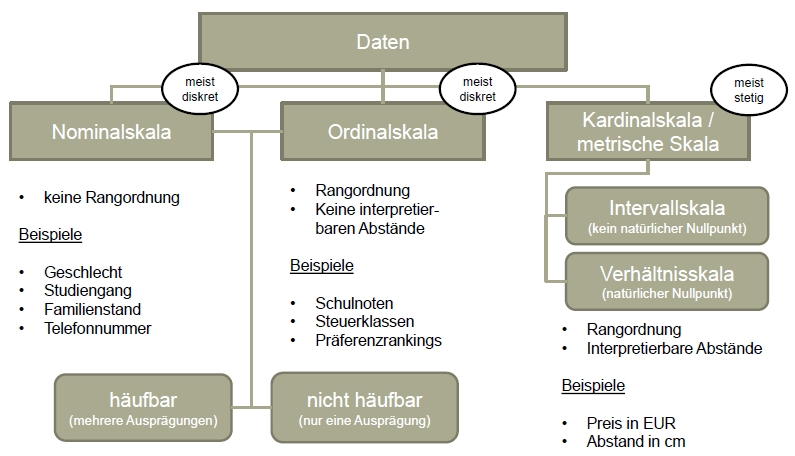 Daten
meist
diskret
meist
diskret
meist
stetig
Nominalskala
Ordinalskala
Kardinalskala /
metrische Skala
• keine Rangordnung
Beispiele
• Geschlecht
• Studiengang
• Familienstand
• Telefonnummer
• Rangordnung
• Keine interpretier-
baren Abstände
Beispiele
• Schulnoten
• Steuerklassen
• Präferenzrankings
Intervallskala
(kein natürlicher Nullpunkt)
Verhältnisskala
(natürlicher Nullpunkt)
• Rangordnung
• Interpretierbare Abstände
Beispiele
• Preis in EUR
• Abstand in cm
häufbar
(mehrere Ausprägungen)
nicht häufbar
(nur eine Ausprägung)